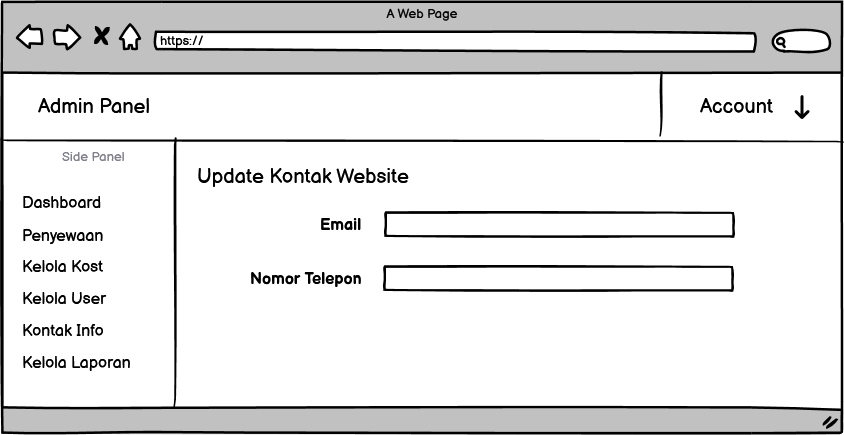 A Web Page
https://
Admin Panel
Account
Side Panel
Dashboard
Penyewaan
Kelola Kost
Kelola User
Kontak Info
Kelola Laporan
Update Kontak Website
Email
Nomor Telepon